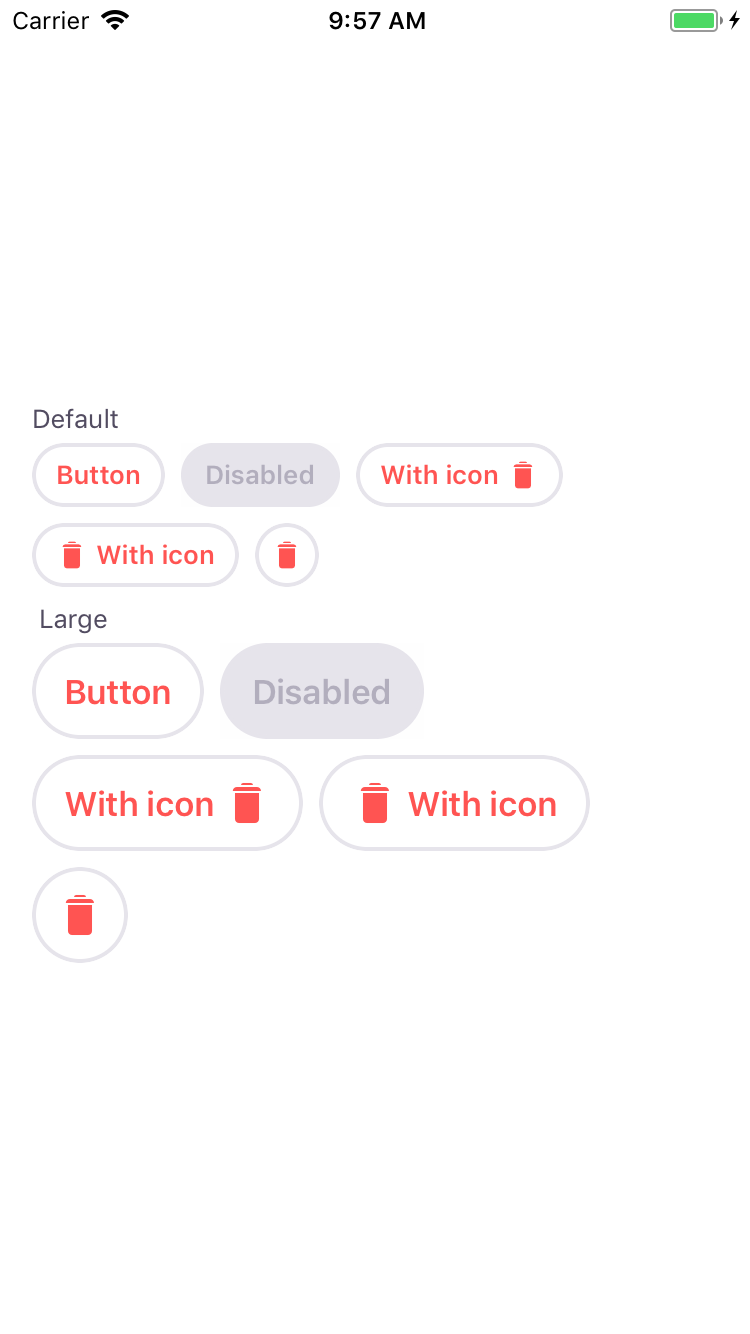 Carrier 9:57 AM
Default
Button Disabled With icon
With icon
Large
Button Disabled
With icon With icon